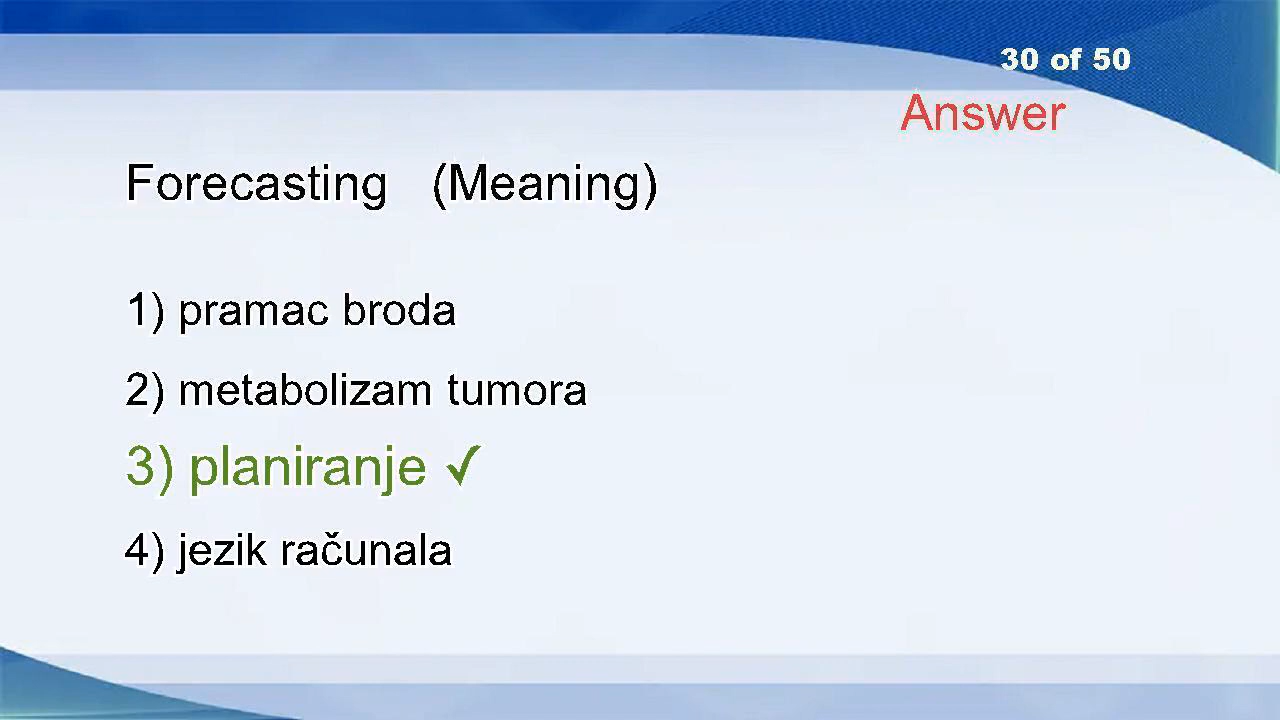 30 of 50
Answer
Forecasting (Meaning)
1) pramac broda
2) metabolizam tumora
3) planiranje ✓
4) jezik računala